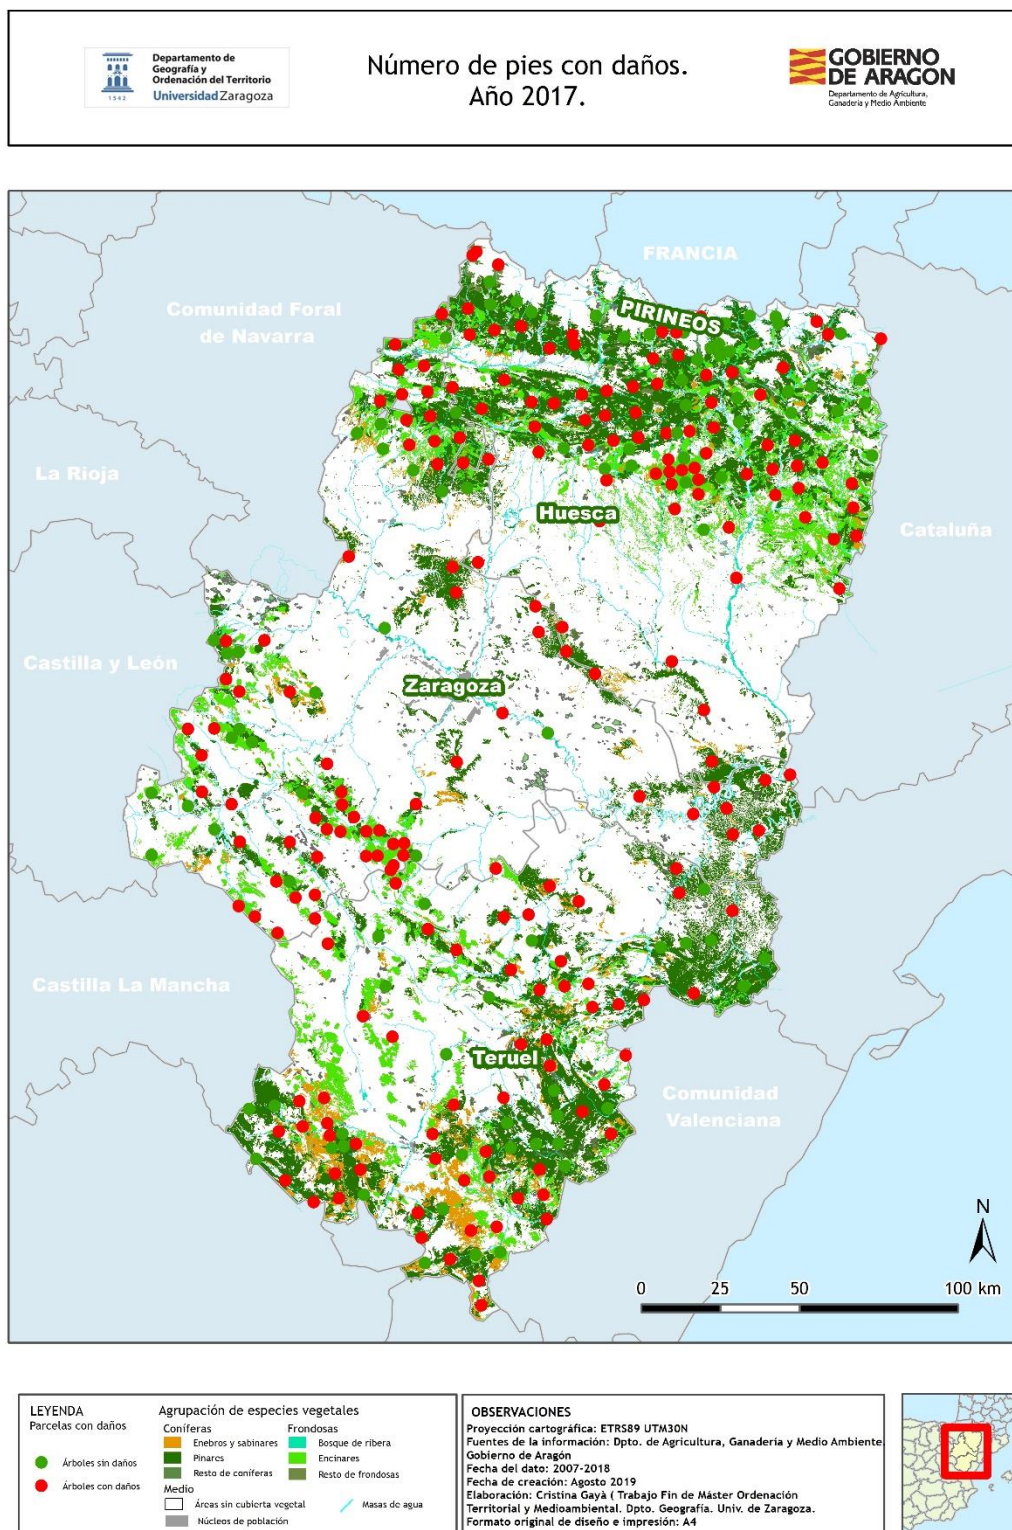 Departamento de
Geografía y
Ordenación del Territorio
Universidad Zaragoza
1542
Número de pies con daños.
Año 2017.
GOBIERNO
DE ARAGON
Departamento de Agricultura,
Ganadería y Medio Ambiente
FRANCIA
PIRINEOS
Comunidad Foral
de Navarra
La Rioja
Huesca
Cataluña
Castilla y León
Zaragoza
Castilla La Mancha
Teruel
Comunidad
Valenciana
N
0 25 50 100 km
LEYENDA
Parcelas con daños
Árboles sin daños
Árboles con daños
Agrupación de especies vegetales
Coníferas Frondosas
Enebros y sabinares Bosque de ribera
Pinares Encinares
Resto de coníferas Resto de frondosas
Medio
Áreas sin cubierta vegetal Masas de agua
Núcleos de población
OBSERVACIONES
Proyección cartográfica: ETRS89 UTM30N
Fuentes de la información: Dpto. de Agricultura, Ganadería y Medio Ambiente.
Gobierno de Aragón
Fecha del dato: 2007-2018
Fecha de creación: Agosto 2019
Elaboración: Cristina Gayà ( Trabajo Fin de Máster Ordenación
Territorial y Medioambiental. Dpto. Geografía. Univ. de Zaragoza.
Formato original de diseño e impresión: A4